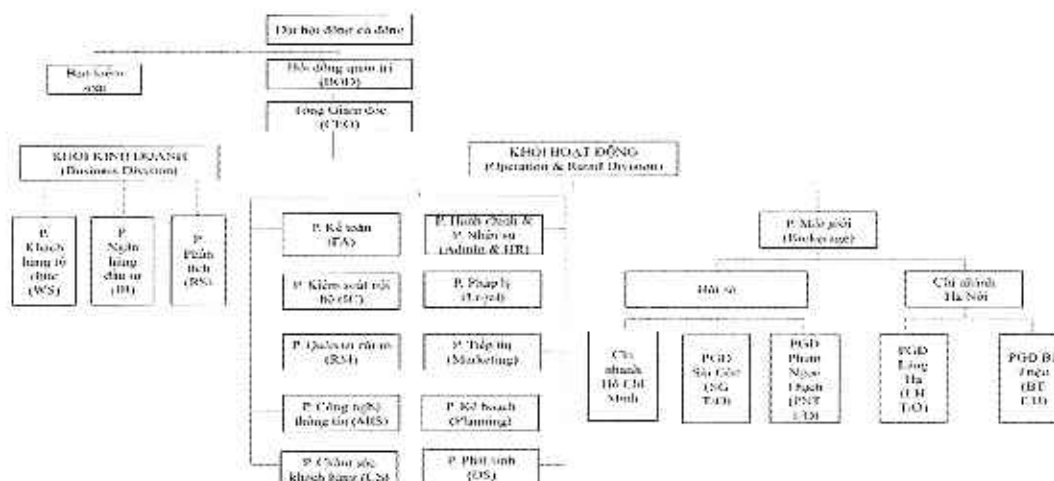 Đại hội đồng cổ đông
Ban kiểm
soát
Hội đồng quản trị
(BOD)
Tổng Giám đốc
(CEO)
KHỐI KINH DOANH
(Business Division)
KHỐI HOẠT ĐỘNG
(Operation & Retail Division)
P.
Khách
hàng tổ
chức
(WS)
P.
Ngân
hàng
đầu tư
(IB)
P.
Phân
tích
(RS)
P. Kế toán
(FA)
P. Hành chính &
P. Nhân sự
(Admin & HR)
P. Kiểm soát nội
bộ (IC)
P. Pháp lý
(Legal)
P. Quản trị rủi ro
(RM)
P. Tiếp thị
(Marketing)
P. Công nghệ
thông tin (MIS)
P. Kế hoạch
(Planning)
P. Chăm sóc
khách hàng (CS)
P. Phái sinh
(DS)
P. Môi giới
(Brokerage)
Hội sở
Chi nhánh
Hà Nội
Chi
nhánh
Hồ Chí
Minh
PGD
Sài Gòn
(SG
T/O)
PGD
Phạm
Ngọc
Thạch
(PNT
T/O)
PGD
Láng
Hạ
(LH
T/O)
PGD Bà
Triệu
(BT
T/O)